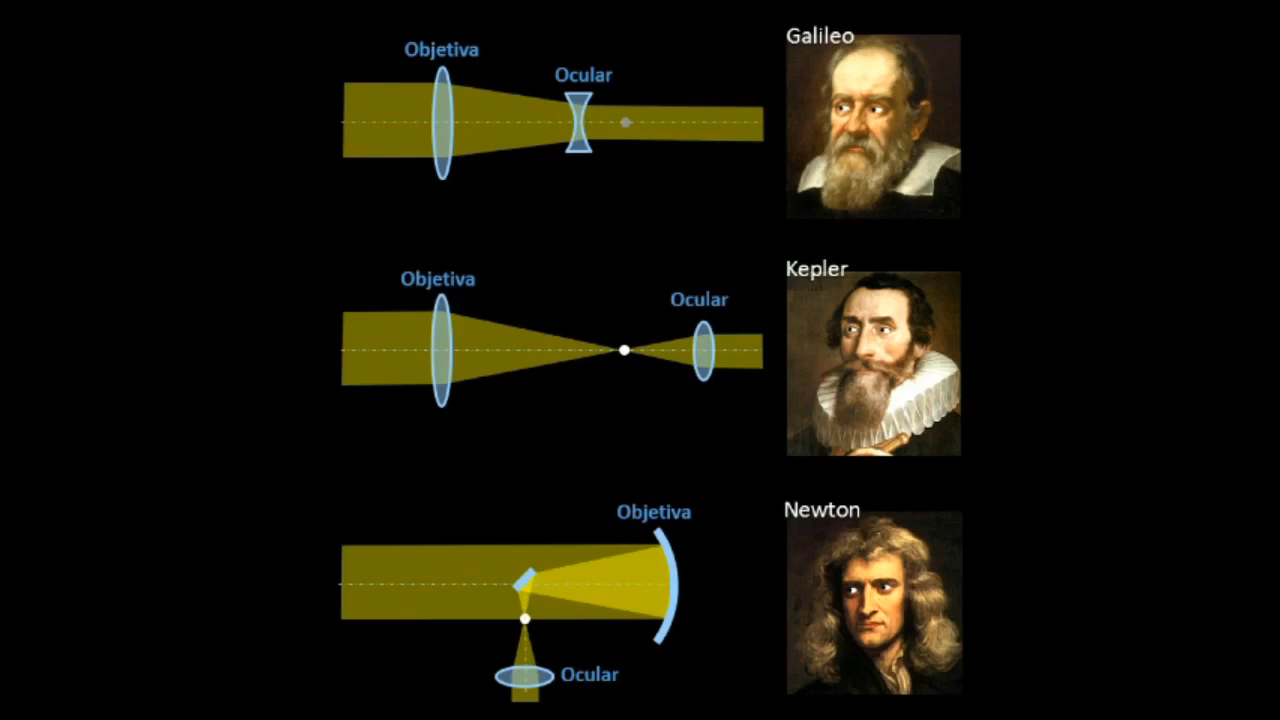 Objetiva
Ocular
Galileo
Objetiva
Ocular
Kepler
Objetiva
Ocular
Newton